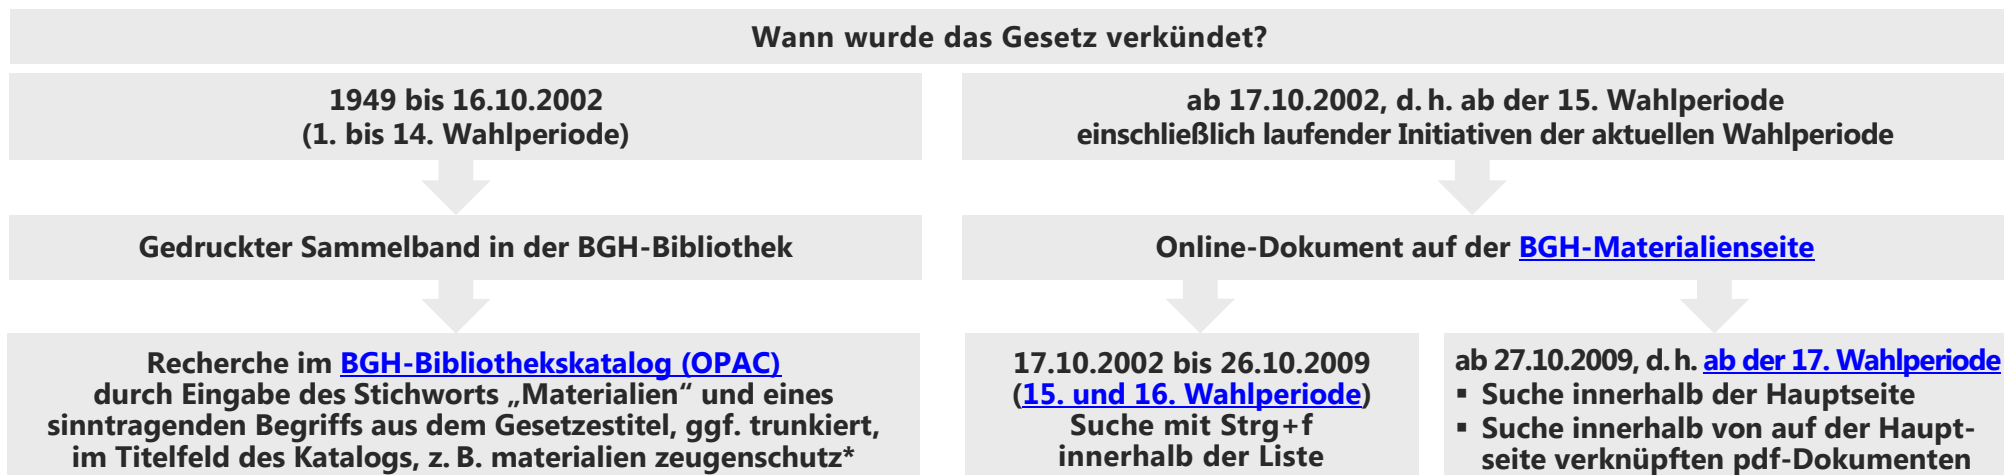 Wann wurde das Gesetz verkündet?
1949 bis 16.10.2002
(1. bis 14. Wahlperiode)
ab 17.10.2002, d. h. ab der 15. Wahlperiode
einschließlich laufender Initiativen der aktuellen Wahlperiode
Gedruckter Sammelband in der BGH-Bibliothek
Online-Dokument auf der BGH-Materialienseite
Recherche im BGH-Bibliothekskatalog (OPAC)
durch Eingabe des Stichworts „Materialien“ und eines
sinntragenden Begriffs aus dem Gesetzestitel, ggf. trunkiert,
im Titelfeld des Katalogs, z. B. materialien zeugenschutz*
17.10.2002 bis 26.10.2009
(15. und 16. Wahlperiode)
Suche mit Strg+f
innerhalb der Liste
ab 27.10.2009, d. h. ab der 17. Wahlperiode
▪ Suche innerhalb der Hauptseite
▪ Suche innerhalb von auf der Haupt-
seite verknüpften pdf-Dokumenten